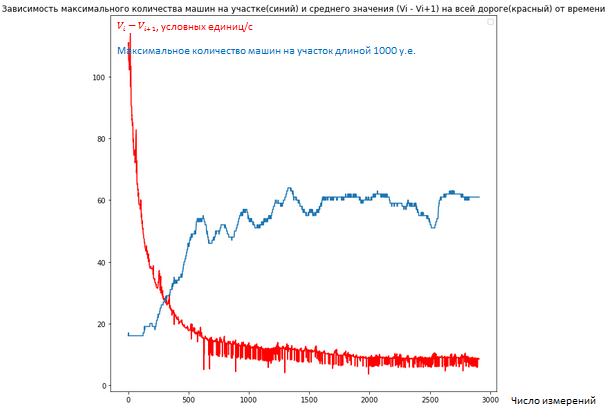 Зависимость максимального количества машин на участке(синий) и среднего значения (Vi - Vi+1) на всей дороге(красный) от времени
V_i − V_{i+1}, условных единиц/с
Максимальное количество машин на участок длиной 1000 у.е.
100
80
60
40
20
0
0 500 1000 1500 2000 2500 3000
Число измерений